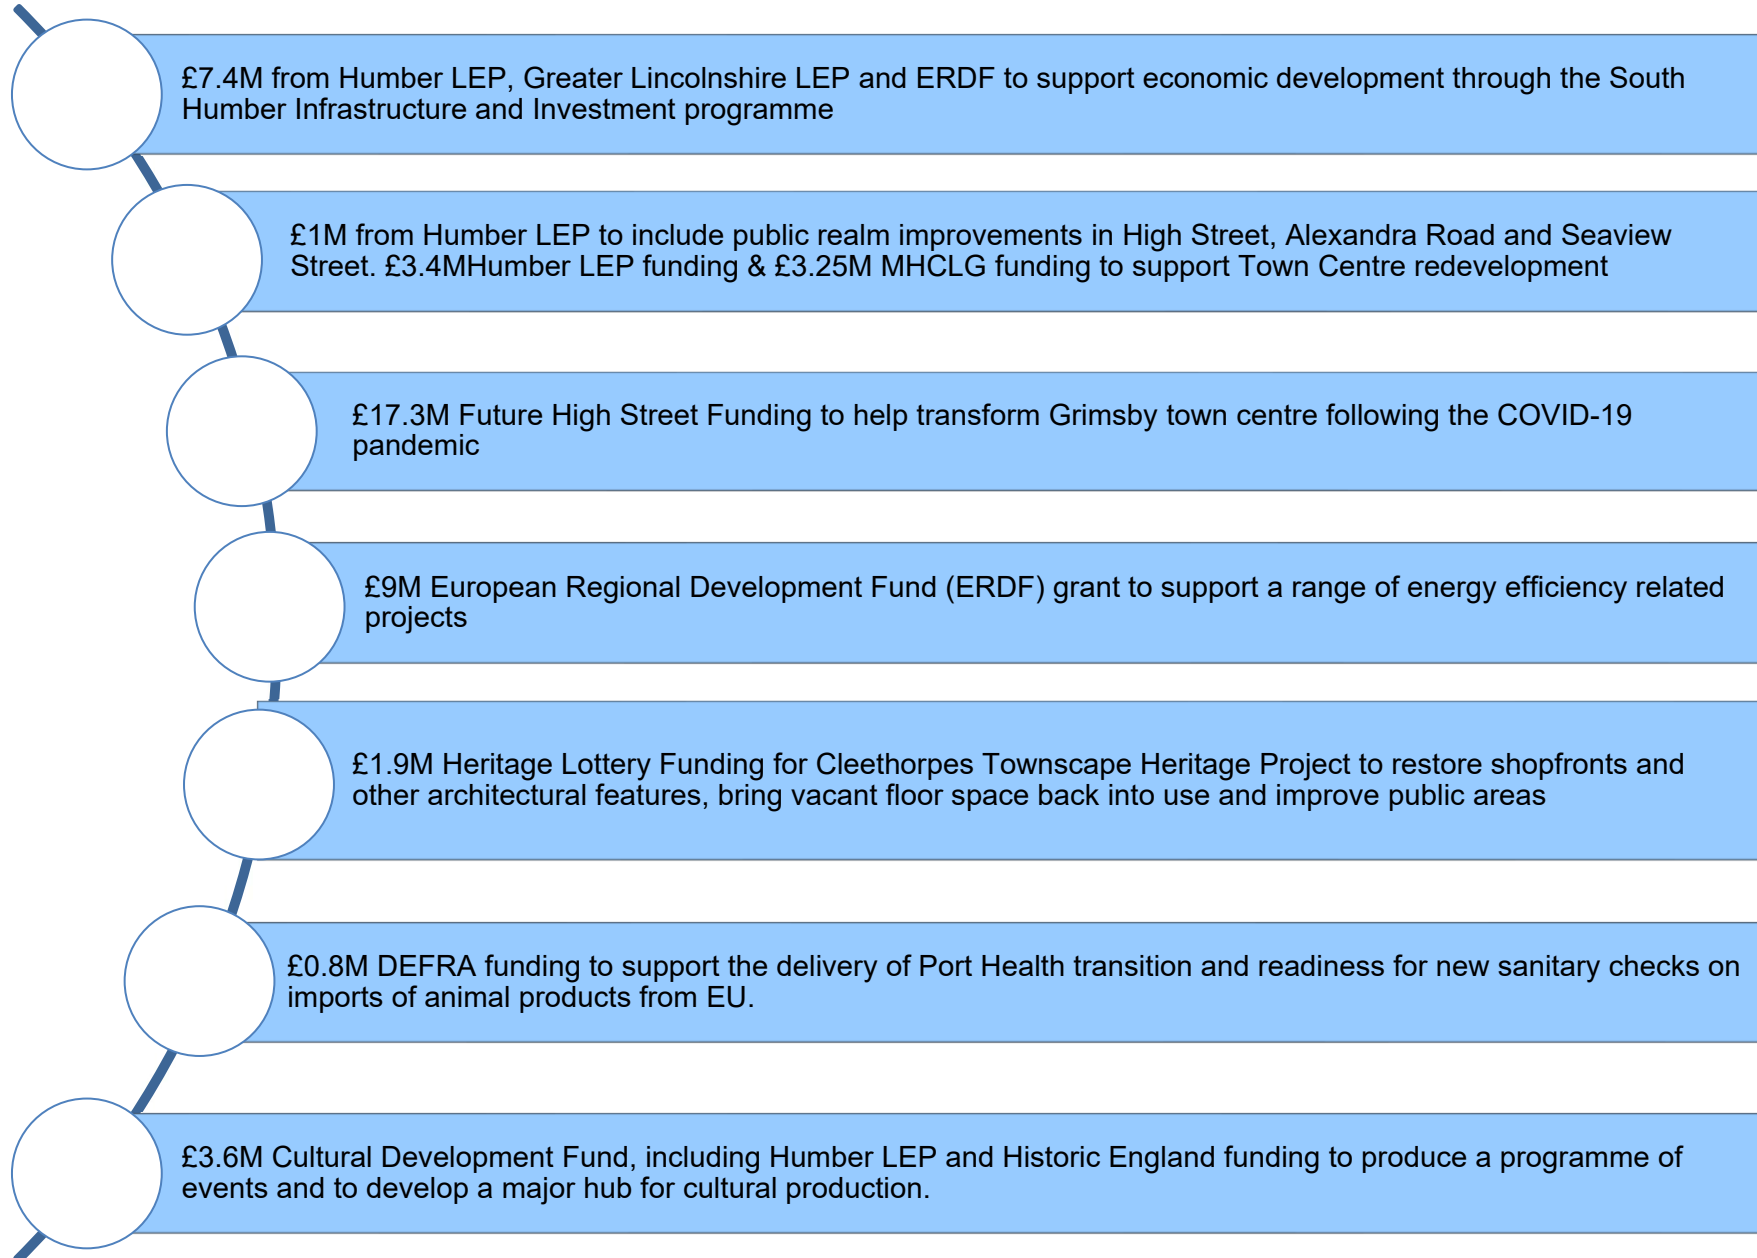 £7.4M from Humber LEP, Greater Lincolnshire LEP and ERDF to support economic development through the South
Humber Infrastructure and Investment programme
£1M from Humber LEP to include public realm improvements in High Street, Alexandra Road and Seaview
Street. £3.4MHumber LEP funding & £3.25M MHCLG funding to support Town Centre redevelopment
£17.3M Future High Street Funding to help transform Grimsby town centre following the COVID-19
pandemic
£9M European Regional Development Fund (ERDF) grant to support a range of energy efficiency related
projects
£1.9M Heritage Lottery Funding for Cleethorpes Townscape Heritage Project to restore shopfronts and
other architectural features, bring vacant floor space back into use and improve public areas
£0.8M DEFRA funding to support the delivery of Port Health transition and readiness for new sanitary checks on
imports of animal products from EU.
£3.6M Cultural Development Fund, including Humber LEP and Historic England funding to produce a programme of
events and to develop a major hub for cultural production.